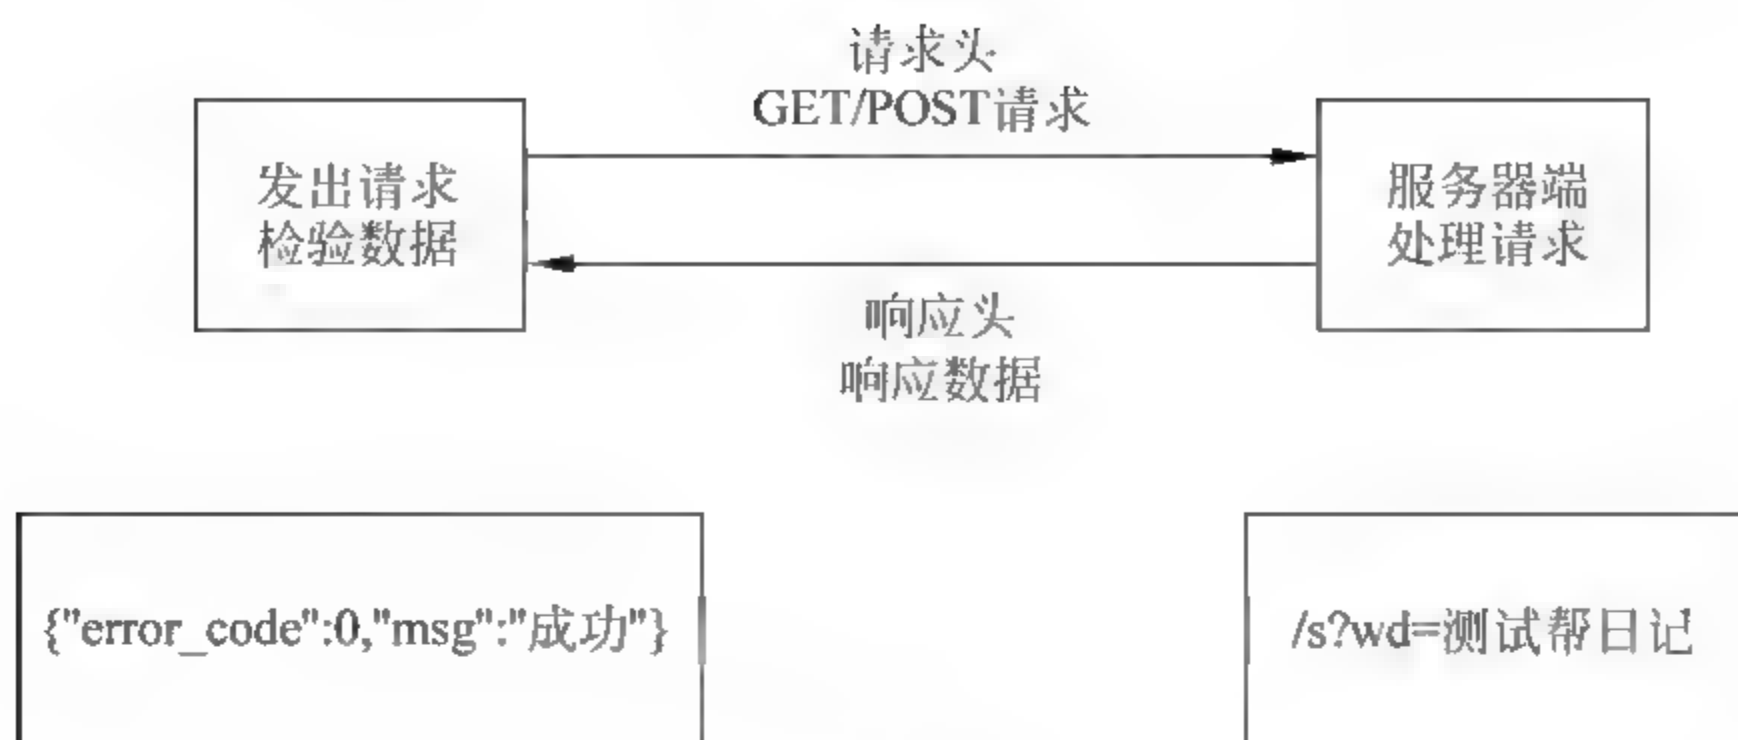 请求头
GET/POST请求
发出请求
检验数据
服务器端
处理请求
响应头
响应数据
{"error_code":0,"msg":"成功"}
/s?wd=测试帮日记